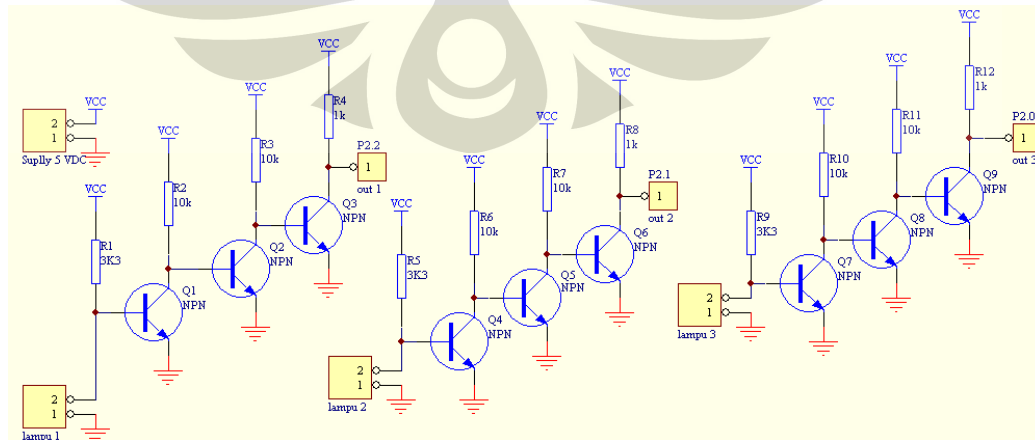 VCC
2
1
Suplly 5 VDC
VCC
R1
3K3
VCC
R2
10k
Q1
NPN
2
1
lampu 1
VCC
R3
10k
Q2
NPN
VCC
R4
1k
P2.2
1
out 1
Q3
NPN
VCC
R5
3K3
2
1
lampu 2
VCC
R6
10k
Q4
NPN
VCC
R7
10k
Q5
NPN
VCC
R8
1k
P2.1
1
out 2
Q6
NPN
VCC
R9
3K3
2
1
lampu 3
VCC
R10
10k
Q7
NPN
VCC
R11
10k
Q8
NPN
VCC
R12
1k
P2.0
1
out 3
Q9
NPN